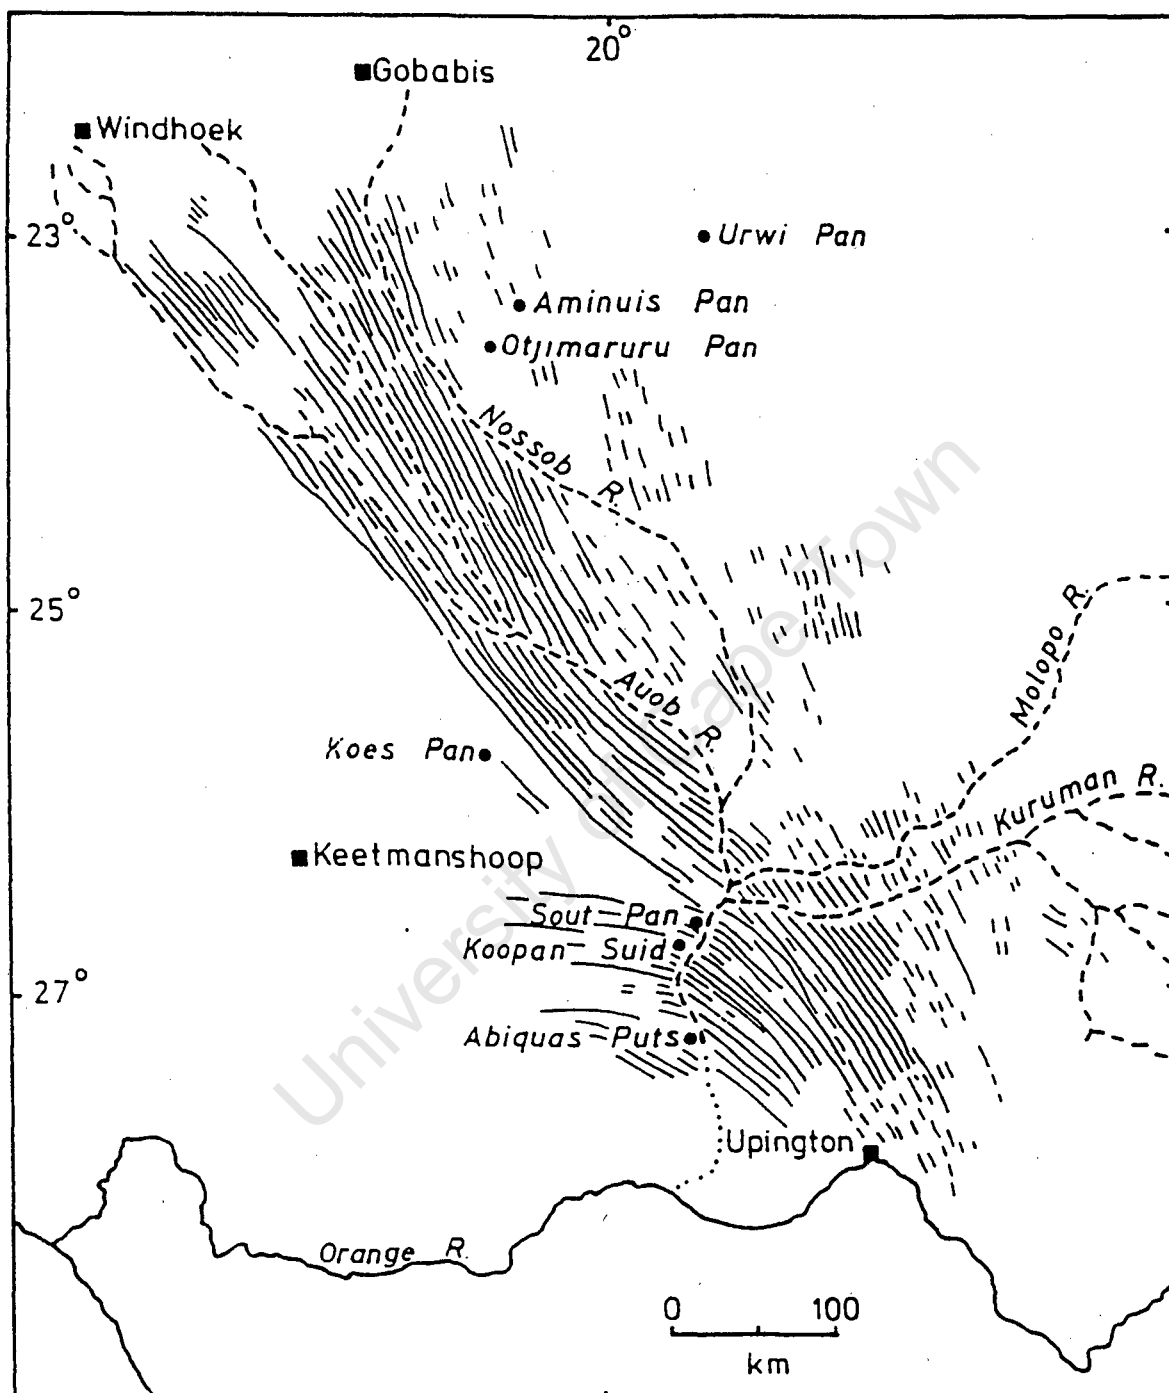 20°
Gobabis
Windhoek
23°
Urwi Pan
Aminuis Pan
Otjimaruru Pan
Nossob R.
25°
Molopo R.
Auob R.
Koes Pan
Kuruman R.
Keetmanshoop
Sout Pan
Koopan Suid
27°
Abiquas Puts
Upington
Orange R.
0 100
km
University of Cape Town